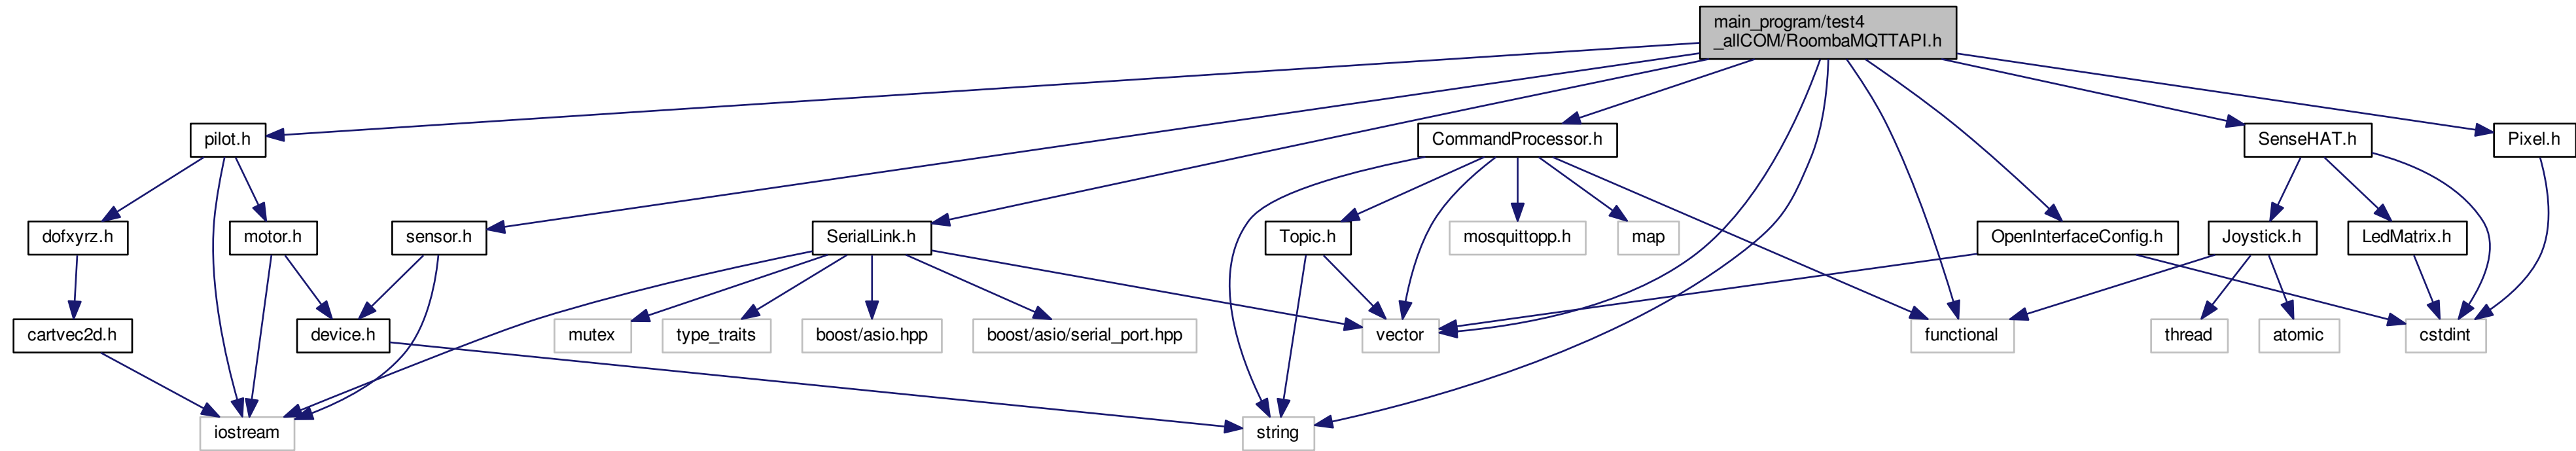 main_program/test4
_allCOM/RoombaMQTTAPI.h
pilot.h
CommandProcessor.h
SenseHAT.h
Pixel.h
dofxyrz.h
motor.h
sensor.h
SerialLink.h
Topic.h
mosquittopp.h
map
OpenInterfaceConfig.h
Joystick.h
LedMatrix.h
cartvec2d.h
device.h
mutex
type_traits
boost/asio.hpp
boost/asio/serial_port.hpp
vector
functional
thread
atomic
cstdint
iostream
string